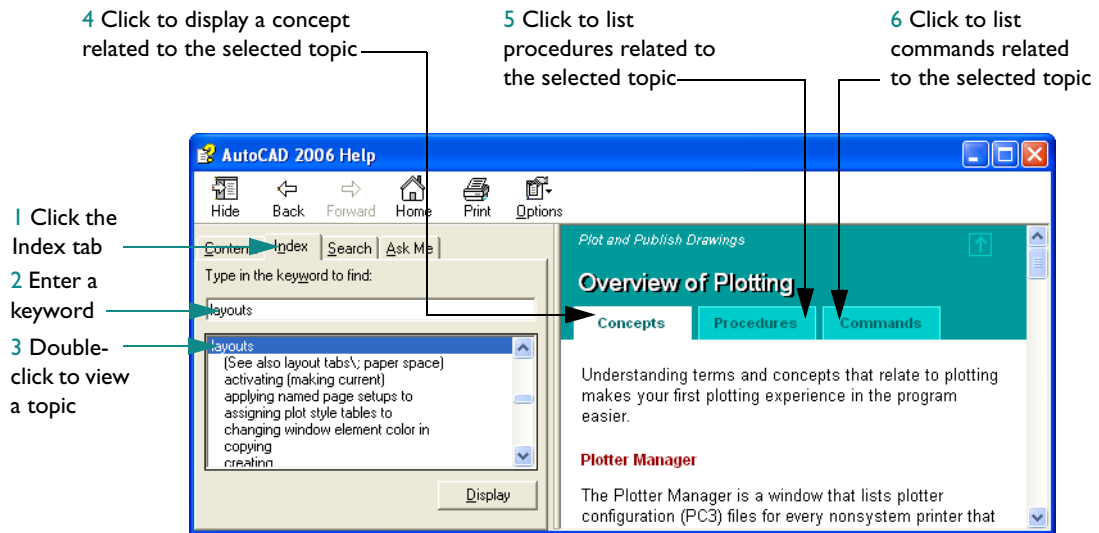 4 Click to display a concept
related to the selected topic
5 Click to list
procedures related to
the selected topic
6 Click to list
commands related
to the selected topic
1 Click the
Index tab
2 Enter a
keyword
3 Double-
click to view
a topic
AutoCAD 2006 Help
Hide Back Forward Home Print Options
Contents Index Search Ask Me
Type in the keyword to find:
layouts
layouts
(See also layout tabs\; paper space)
activating (making current)
applying named page setups to
assigning plot style tables to
changing window element color in
copying
creating
Display
Plot and Publish Drawings
Overview of Plotting
Concepts Procedures Commands
Understanding terms and concepts that relate to plotting
makes your first plotting experience in the program
easier.
Plotter Manager
The Plotter Manager is a window that lists plotter
configuration (PC3) files for every nonsystem printer that